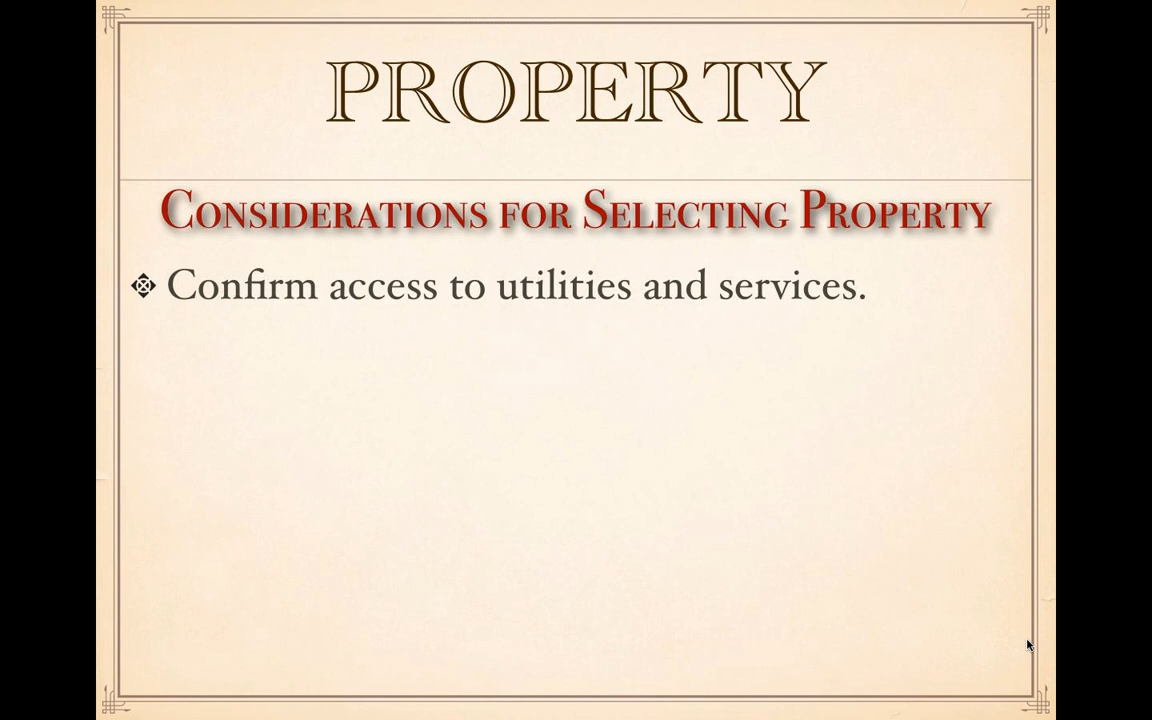 PROPERTY
Considerations for Selecting Property
Confirm access to utilities and services.